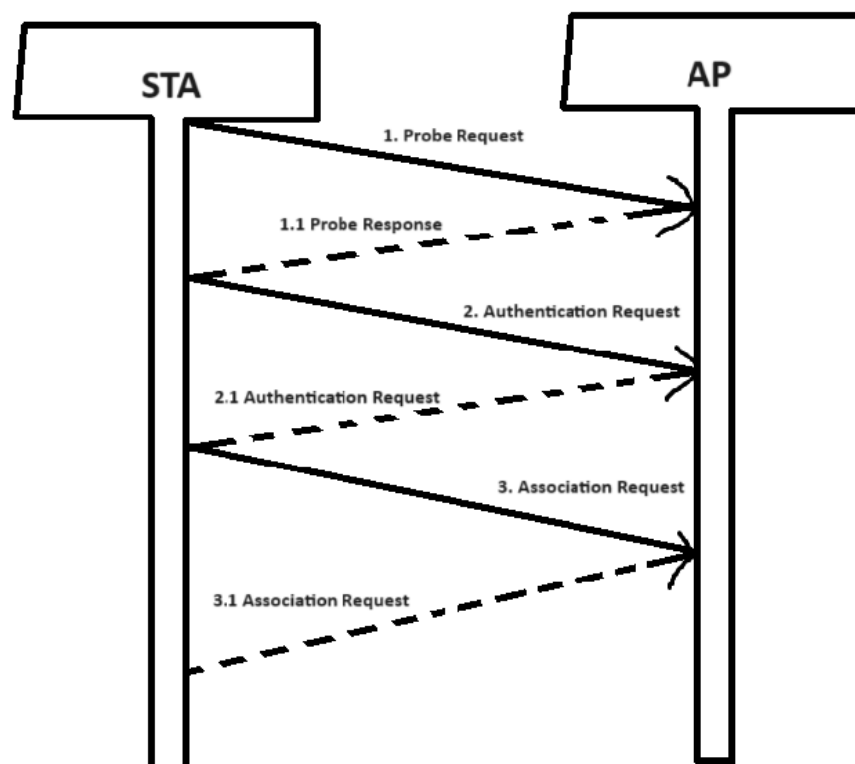 STA
AP
1. Probe Request
1.1 Probe Response
2. Authentication Request
2.1 Authentication Request
3. Association Request
3.1 Association Request